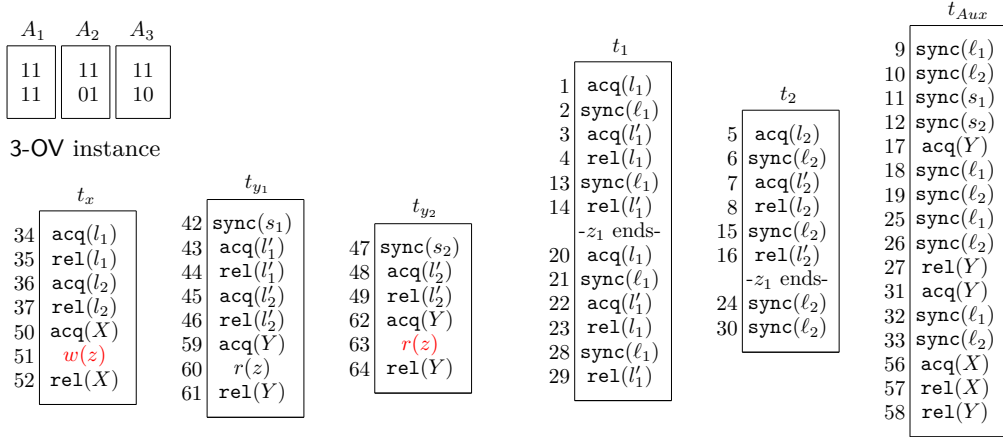 A₁ A₂ A₃
11 11 11
11 01 10
3-OV instance
t_x
34 acq(l₁)
35 rel(l₁)
36 acq(l₂)
37 rel(l₂)
50 acq(X)
51 w(z)
52 rel(X)
t_{y₁}
42 sync(s₁)
43 acq(l′₁)
44 rel(l′₁)
45 acq(l′₂)
46 rel(l′₂)
59 acq(Y)
60 r(z)
61 rel(Y)
t_{y₂}
47 sync(s₂)
48 acq(l′₂)
49 rel(l′₂)
62 acq(Y)
63 r(z)
64 rel(Y)
t₁
1 acq(l₁)
2 sync(ℓ₁)
3 acq(l′₁)
4 rel(l₁)
13 sync(ℓ₁)
14 rel(l′₁)
-z₁ ends-
20 acq(l₁)
21 sync(ℓ₁)
22 acq(l′₁)
23 rel(l₁)
28 sync(ℓ₁)
29 rel(l′₁)
t₂
5 acq(l₂)
6 sync(ℓ₂)
7 acq(l′₂)
8 rel(l₂)
15 sync(ℓ₂)
16 rel(l′₂)
-z₁ ends-
24 sync(ℓ₂)
30 sync(ℓ₂)
t_{Aux}
9 sync(ℓ₁)
10 sync(ℓ₂)
11 sync(s₁)
12 sync(s₂)
17 acq(Y)
18 sync(ℓ₁)
19 sync(ℓ₂)
25 sync(ℓ₁)
26 sync(ℓ₂)
27 rel(Y)
31 acq(Y)
32 sync(ℓ₁)
33 sync(ℓ₂)
56 acq(X)
57 rel(X)
58 rel(Y)